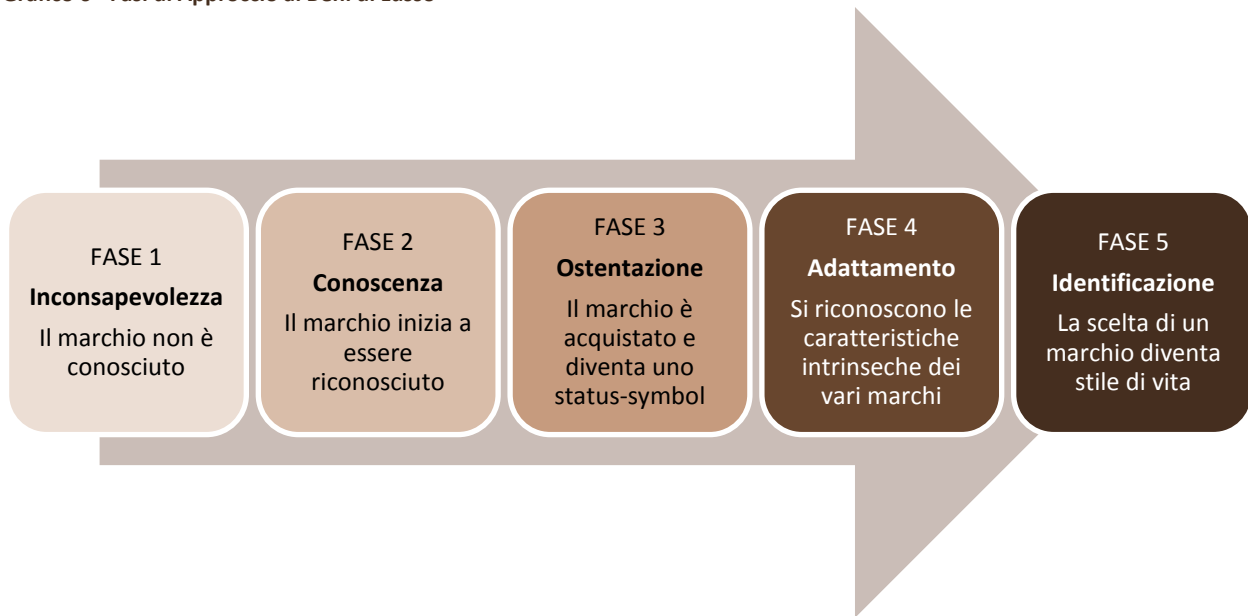 FASE 1
Inconsapevolezza
Il marchio non è
conosciuto
FASE 2
Conoscenza
Il marchio inizia a
essere
riconosciuto
FASE 3
Ostentazione
Il marchio è
acquistato e
diventa uno
status-symbol
FASE 4
Adattamento
Si riconoscono le
caratteristiche
intrinseche dei
vari marchi
FASE 5
Identificazione
La scelta di un
marchio diventa
stile di vita